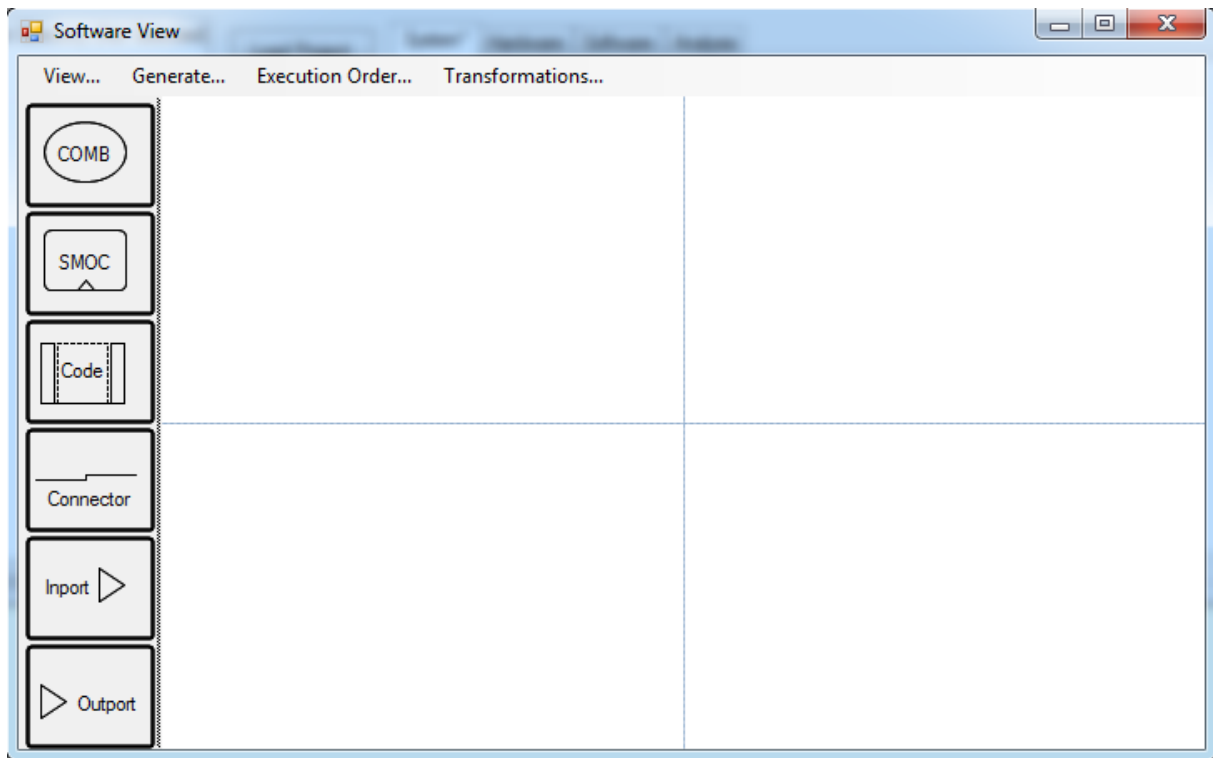 Software View
View... Generate... Execution Order... Transformations...
COMB
SMOC
Code
Connector
Inport
Outport